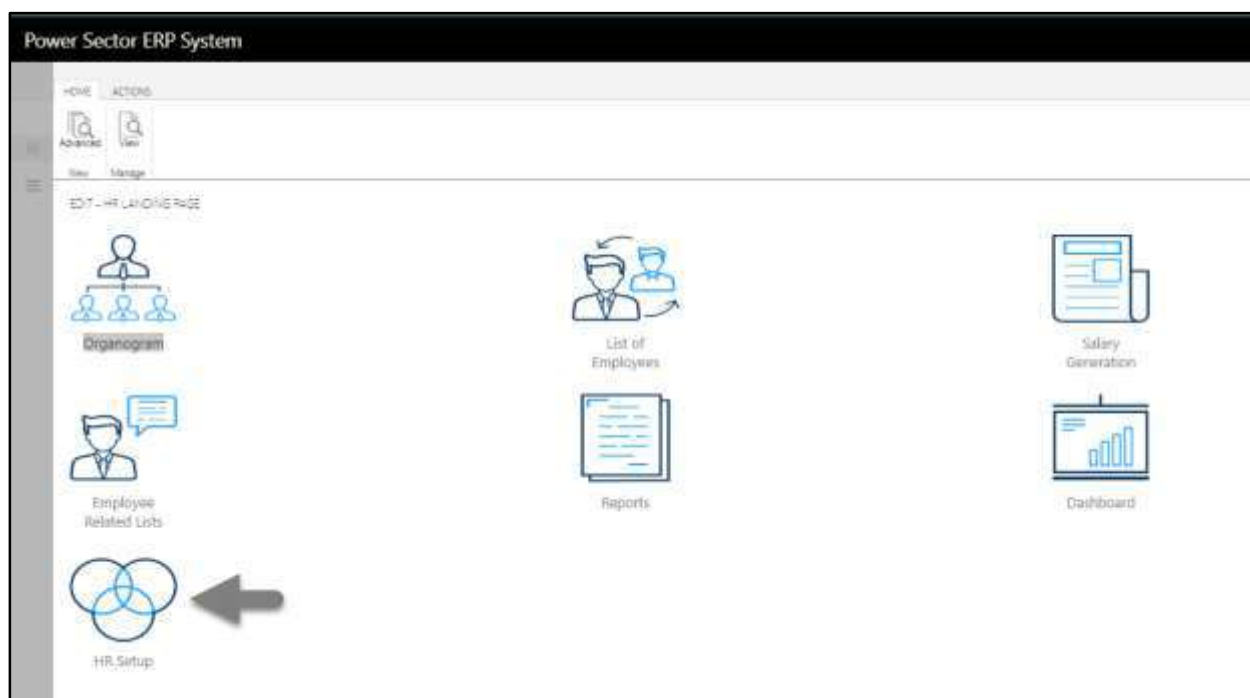 Power Sector ERP System
HOME ACTIONS
Advanced View
New Manage
EDIT - HR LANDING PAGE
Organogram
List of
Employees
Salary
Generation
Employee
Related Lists
Reports
Dashboard
HR Setup